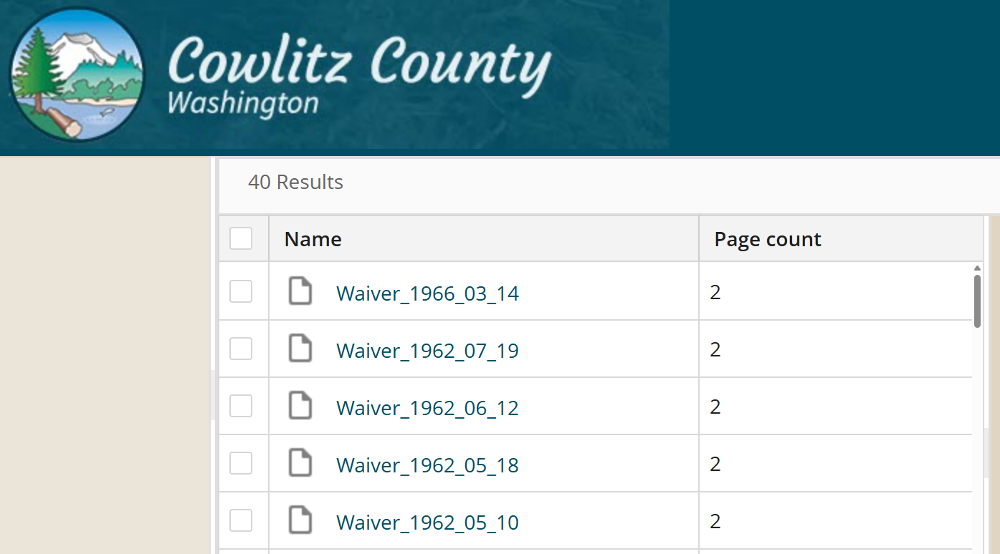 Cowlitz County
Washington
40 Results
Name Page count
Waiver_1966_03_14 2
Waiver_1962_07_19 2
Waiver_1962_06_12 2
Waiver_1962_05_18 2
Waiver_1962_05_10 2